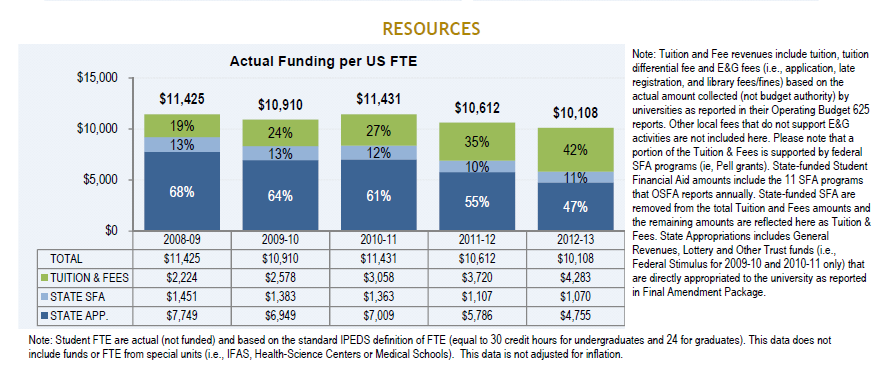 RESOURCES
Actual Funding per US FTE
$15,000
$10,000
$5,000
$0
$11,425
$10,910
$11,431
$10,612
$10,108
19%
24%
27%
35%
42%
13%
13%
12%
10%
11%
68%
64%
61%
55%
47%
2008-09 2009-10 2010-11 2011-12 2012-13
TOTAL $11,425 $10,910 $11,431 $10,612 $10,108
TUITION & FEES $2,224 $2,578 $3,058 $3,720 $4,283
STATE SFA $1,451 $1,383 $1,363 $1,107 $1,070
STATE APP. $7,749 $6,949 $7,009 $5,786 $4,755
Note: Tuition and Fee revenues include tuition, tuition
differential fee and E&G fees (i.e., application, late
registration, and library fees/fines) based on the
actual amount collected (not budget authority) by
universities as reported in their Operating Budget 625
reports. Other local fees that do not support E&G
activities are not included here. Please note that a
portion of the Tuition & Fees is supported by federal
SFA programs (ie, Pell grants). State-funded Student
Financial Aid amounts include the 11 SFA programs
that OSFA reports annually. State-funded SFA are
removed from the total Tuition and Fees amounts and
the remaining amounts are reflected here as Tuition &
Fees. State Appropriations includes General
Revenues, Lottery and Other Trust funds (i.e.,
Federal Stimulus for 2009-10 and 2010-11 only) that
are directly appropriated to the university as reported
in Final Amendment Package.
Note: Student FTE are actual (not funded) and based on the standard IPEDS definition of FTE (equal to 30 credit hours for undergraduates and 24 for graduates). This data does not
include funds or FTE from special units (i.e., IFAS, Health-Science Centers or Medical Schools). This data is not adjusted for inflation.